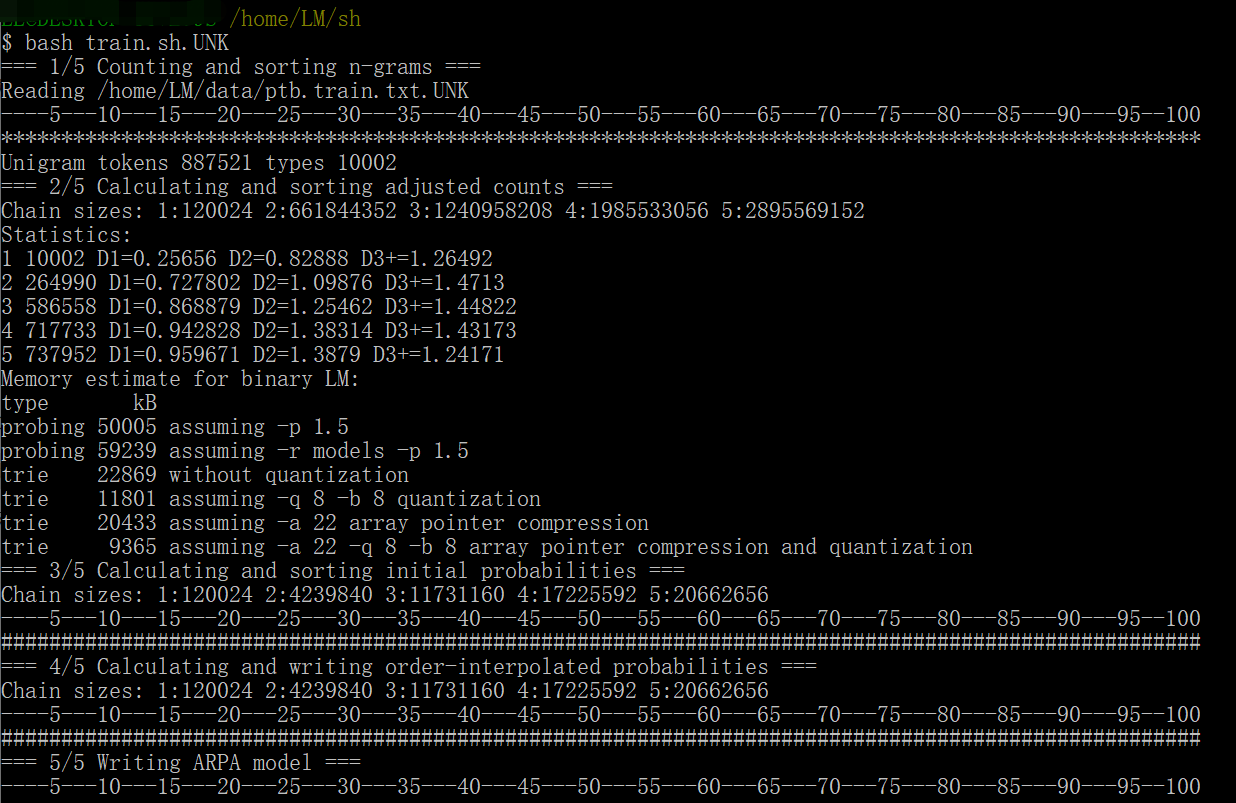 /home/LM/sh
$ bash train.sh.UNK
=== 1/5 Counting and sorting n-grams ===
Reading /home/LM/data/ptb.train.txt.UNK
----5---10---15---20---25---30---35---40---45---50---55---60---65---70---75---80---85---90---95--100
****************************************************************************************************
Unigram tokens 887521 types 10002
=== 2/5 Calculating and sorting adjusted counts ===
Chain sizes: 1:120024 2:661844352 3:1240958208 4:1985533056 5:2895569152
Statistics:
1 10002 D1=0.25656 D2=0.82888 D3+=1.26492
2 264990 D1=0.727802 D2=1.09876 D3+=1.4713
3 586558 D1=0.868879 D2=1.25462 D3+=1.44822
4 717733 D1=0.942828 D2=1.38314 D3+=1.43173
5 737952 D1=0.959671 D2=1.3879 D3+=1.24171
Memory estimate for binary LM:
type       kB
probing 50005 assuming -p 1.5
probing 59239 assuming -r models -p 1.5
trie    22869 without quantization
trie    11801 assuming -q 8 -b 8 quantization
trie    20433 assuming -a 22 array pointer compression
trie     9365 assuming -a 22 -q 8 -b 8 array pointer compression and quantization
=== 3/5 Calculating and sorting initial probabilities ===
Chain sizes: 1:120024 2:4239840 3:11731160 4:17225592 5:20662656
----5---10---15---20---25---30---35---40---45---50---55---60---65---70---75---80---85---90---95--100
####################################################################################################
=== 4/5 Calculating and writing order-interpolated probabilities ===
Chain sizes: 1:120024 2:4239840 3:11731160 4:17225592 5:20662656
----5---10---15---20---25---30---35---40---45---50---55---60---65---70---75---80---85---90---95--100
####################################################################################################
=== 5/5 Writing ARPA model ===
----5---10---15---20---25---30---35---40---45---50---55---60---65---70---75---80---85---90---95--100